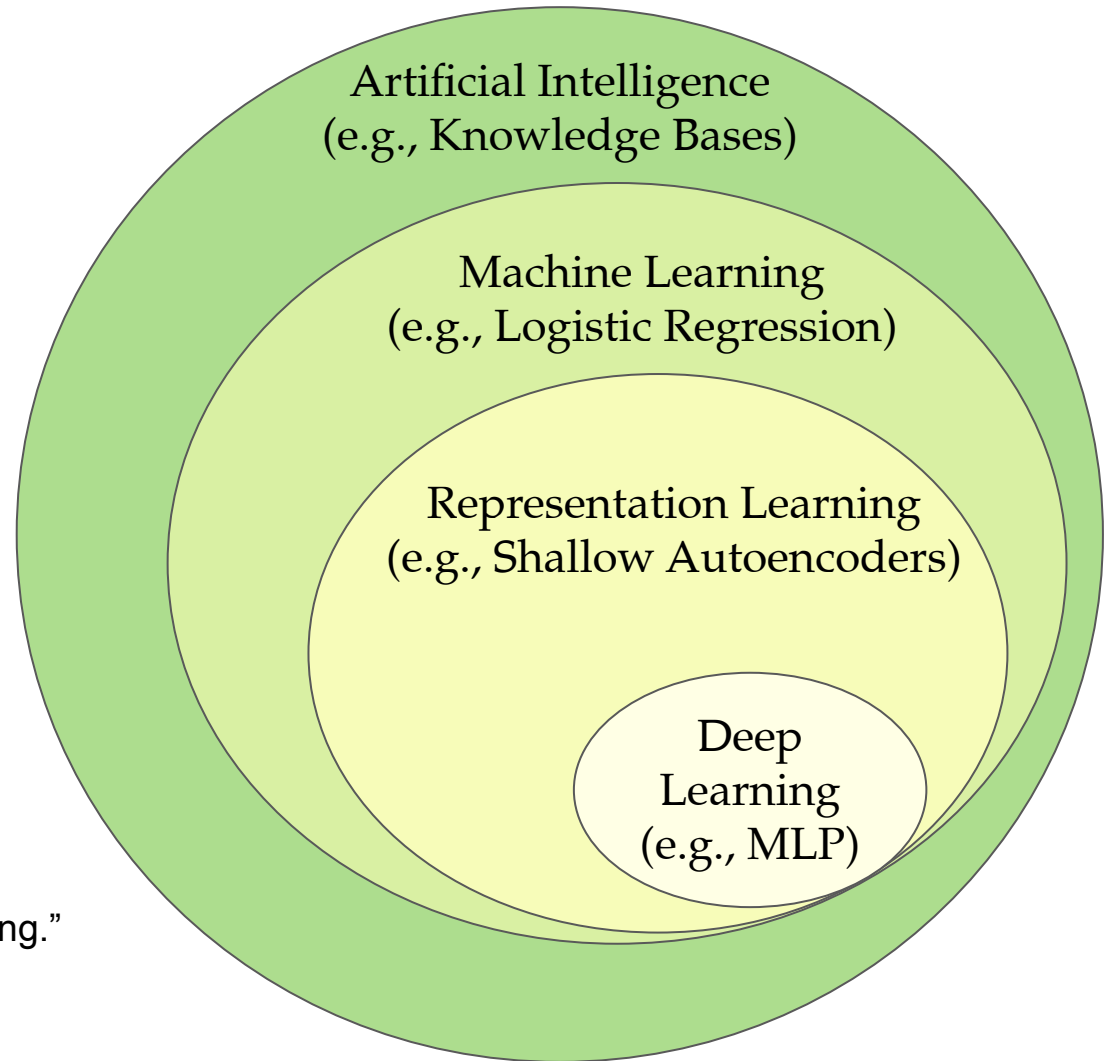 Artificial Intelligence
(e.g., Knowledge Bases)
Machine Learning
(e.g., Logistic Regression)
Representation Learning
(e.g., Shallow Autoencoders)
Deep
Learning
(e.g., MLP)
ng.”